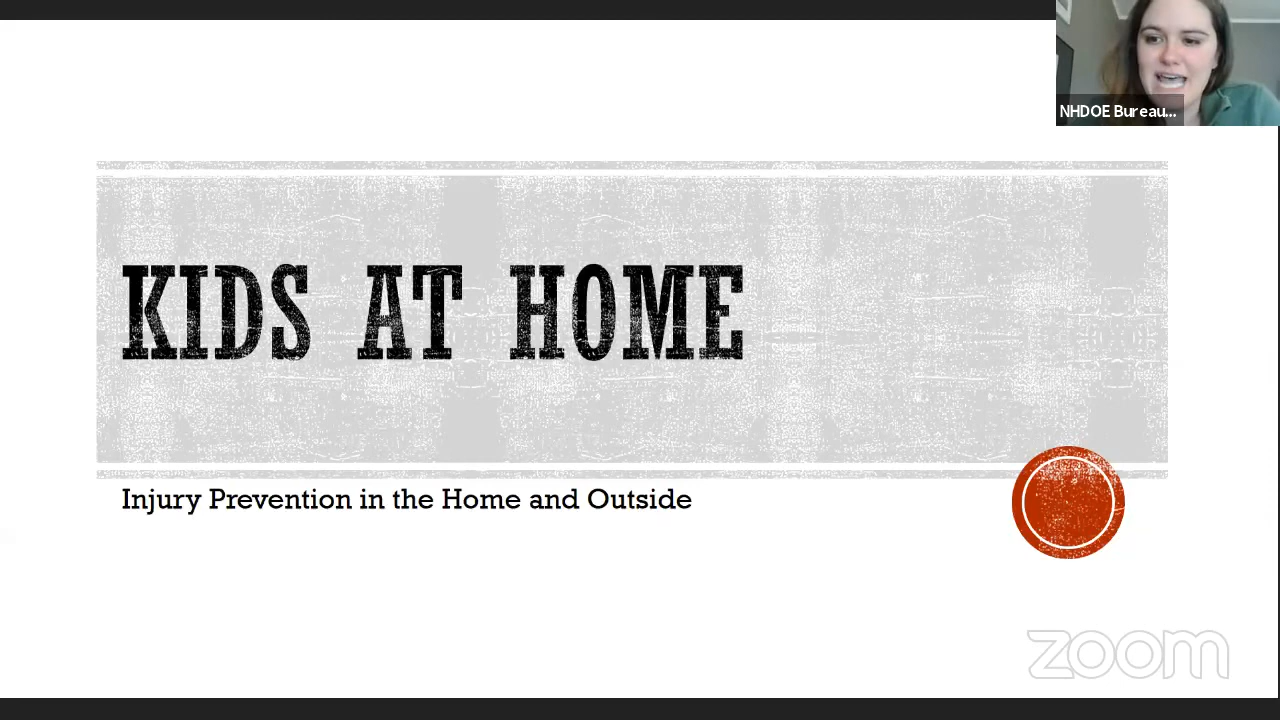 NHDOE Bureau...
KIDS AT HOME
Injury Prevention in the Home and Outside
zoom